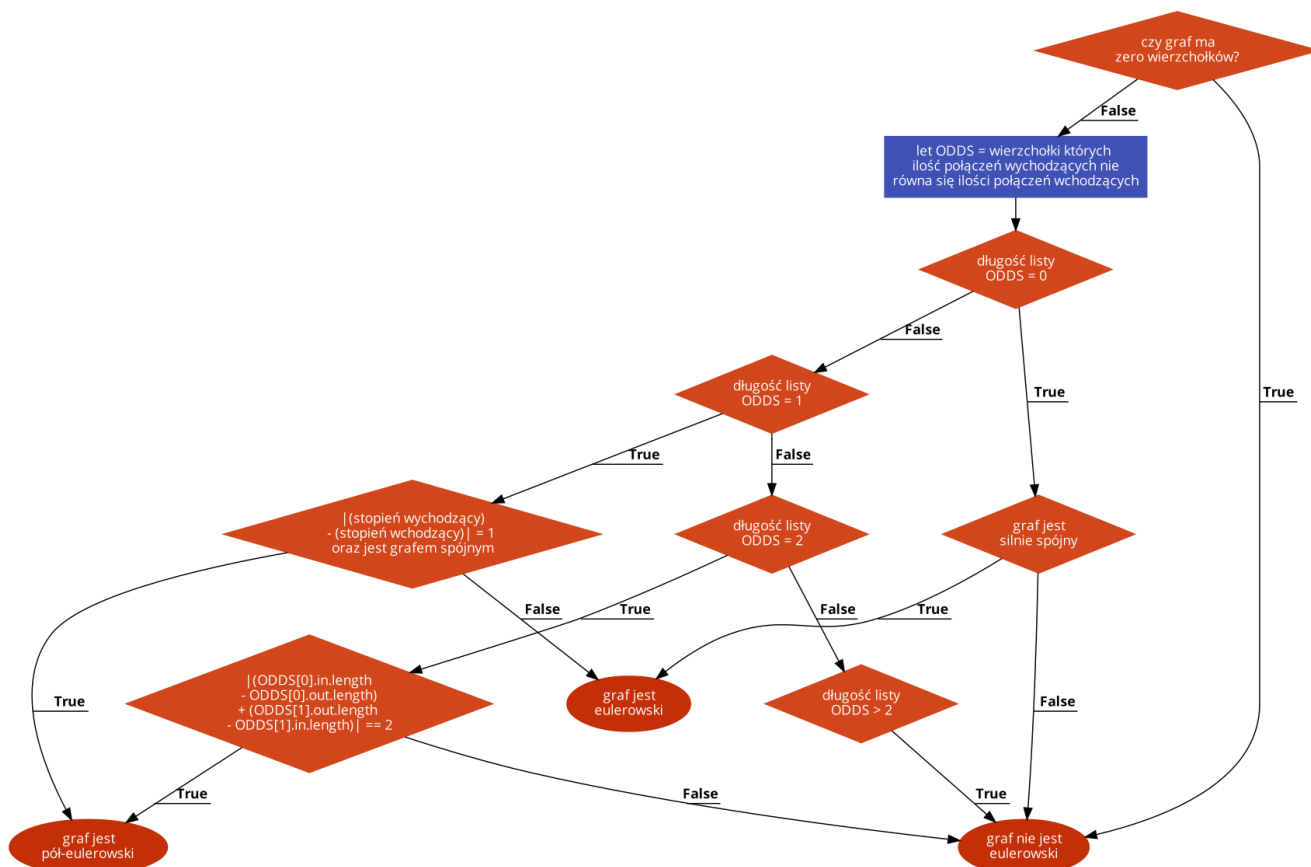 czy graf ma
zero wierzchołków?
False
let ODDS = wierzchołki których
ilość połączeń wychodzących nie
równa się ilości połączeń wchodzących
długość listy
ODDS = 0
False
długość listy
ODDS = 1
True
True
True
False
|(stopień wychodzący)
- (stopień wchodzący)| = 1
oraz jest grafem spójnym
długość listy
ODDS = 2
graf jest
silnie spójny
False
True
False
True
|(ODDS[0].in.length
- ODDS[0].out.length)
+ (ODDS[1].out.length
- ODDS[1].in.length)| == 2
graf jest
eulerowski
długość listy
ODDS > 2
True
False
True
False
True
graf jest
pół-eulerowski
graf nie jest
eulerowski